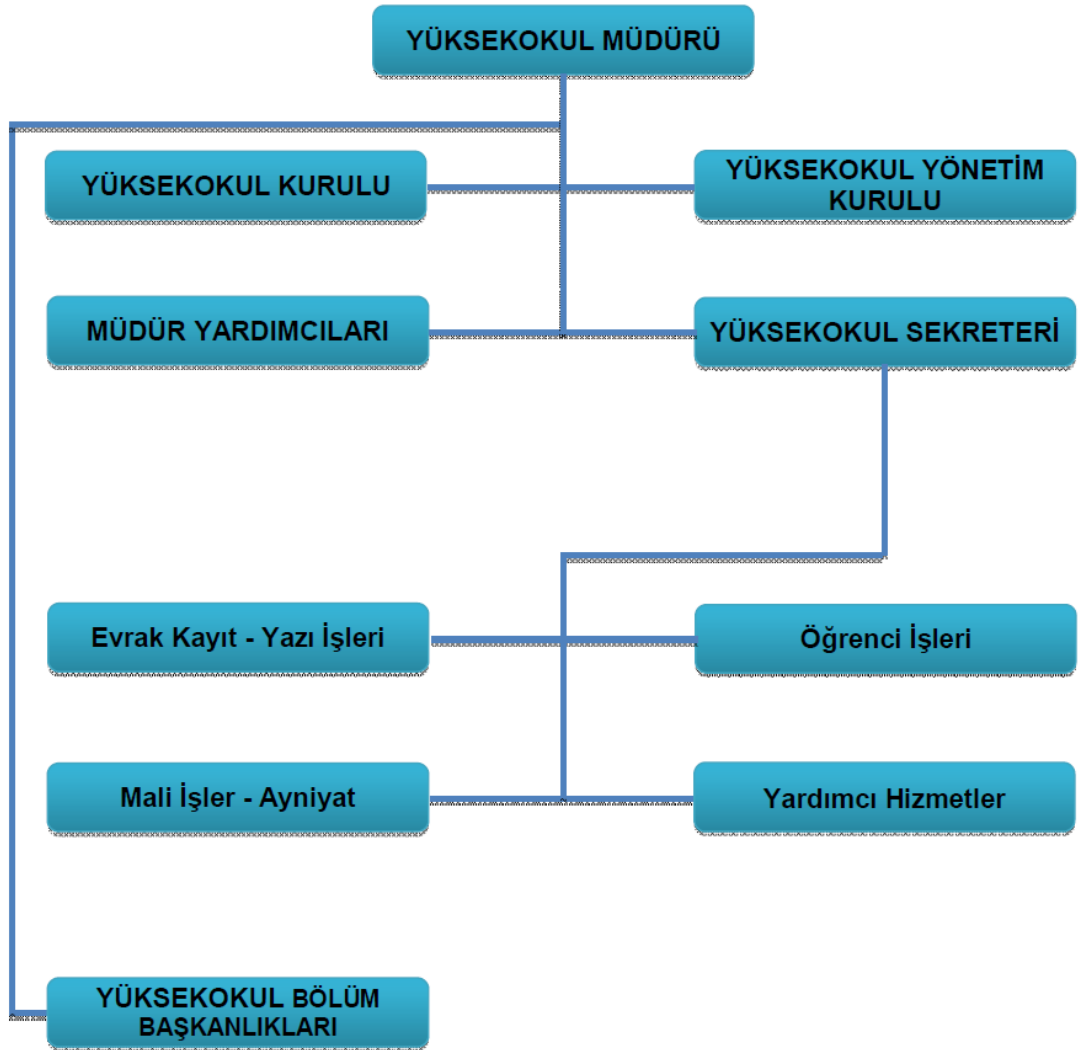 YÜKSEKOKUL MÜDÜRÜ
YÜKSEKOKUL KURULU
YÜKSEKOKUL YÖNETİM
KURULU
MÜDÜR YARDIMCILARI
YÜKSEKOKUL SEKRETERİ
Evrak Kayıt - Yazı İşleri
Öğrenci İşleri
Mali İşler - Ayniyat
Yardımcı Hizmetler
YÜKSEKOKUL BÖLÜM
BAŞKANLIKLARI